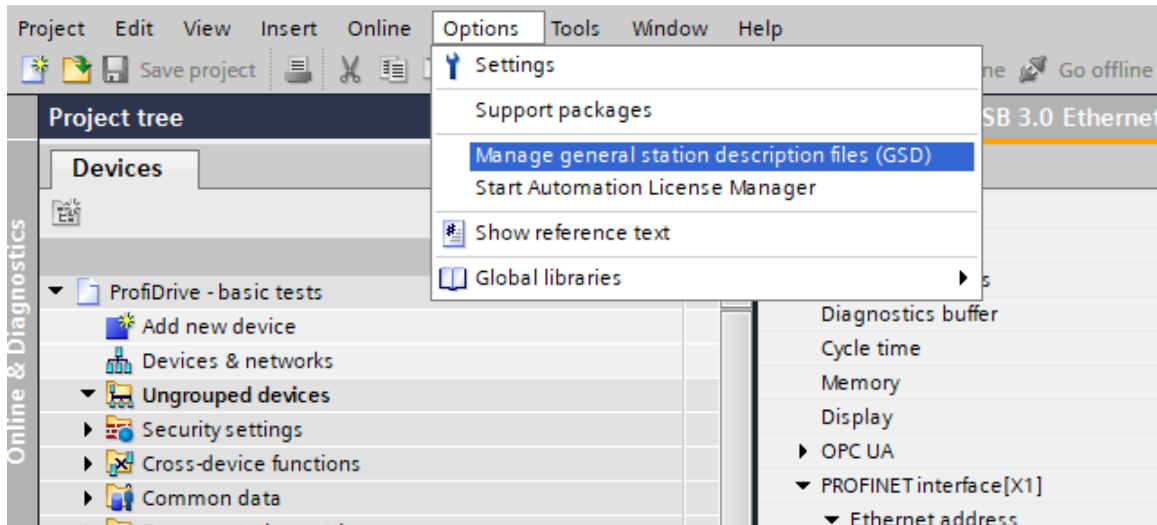 Project Edit View Insert Online Options Tools Window Help
Save project
Go offline
Settings
Support packages
Manage general station description files (GSD)
Start Automation License Manager
Show reference text
Global libraries
Project tree
SB 3.0 Ethernet
Devices
Online & Diagnostics
ProfiDrive - basic tests
Add new device
Devices & networks
Ungrouped devices
Security settings
Cross-device functions
Common data
Diagnostics buffer
Cycle time
Memory
Display
OPC UA
PROFINET interface[X1]
Ethernet address